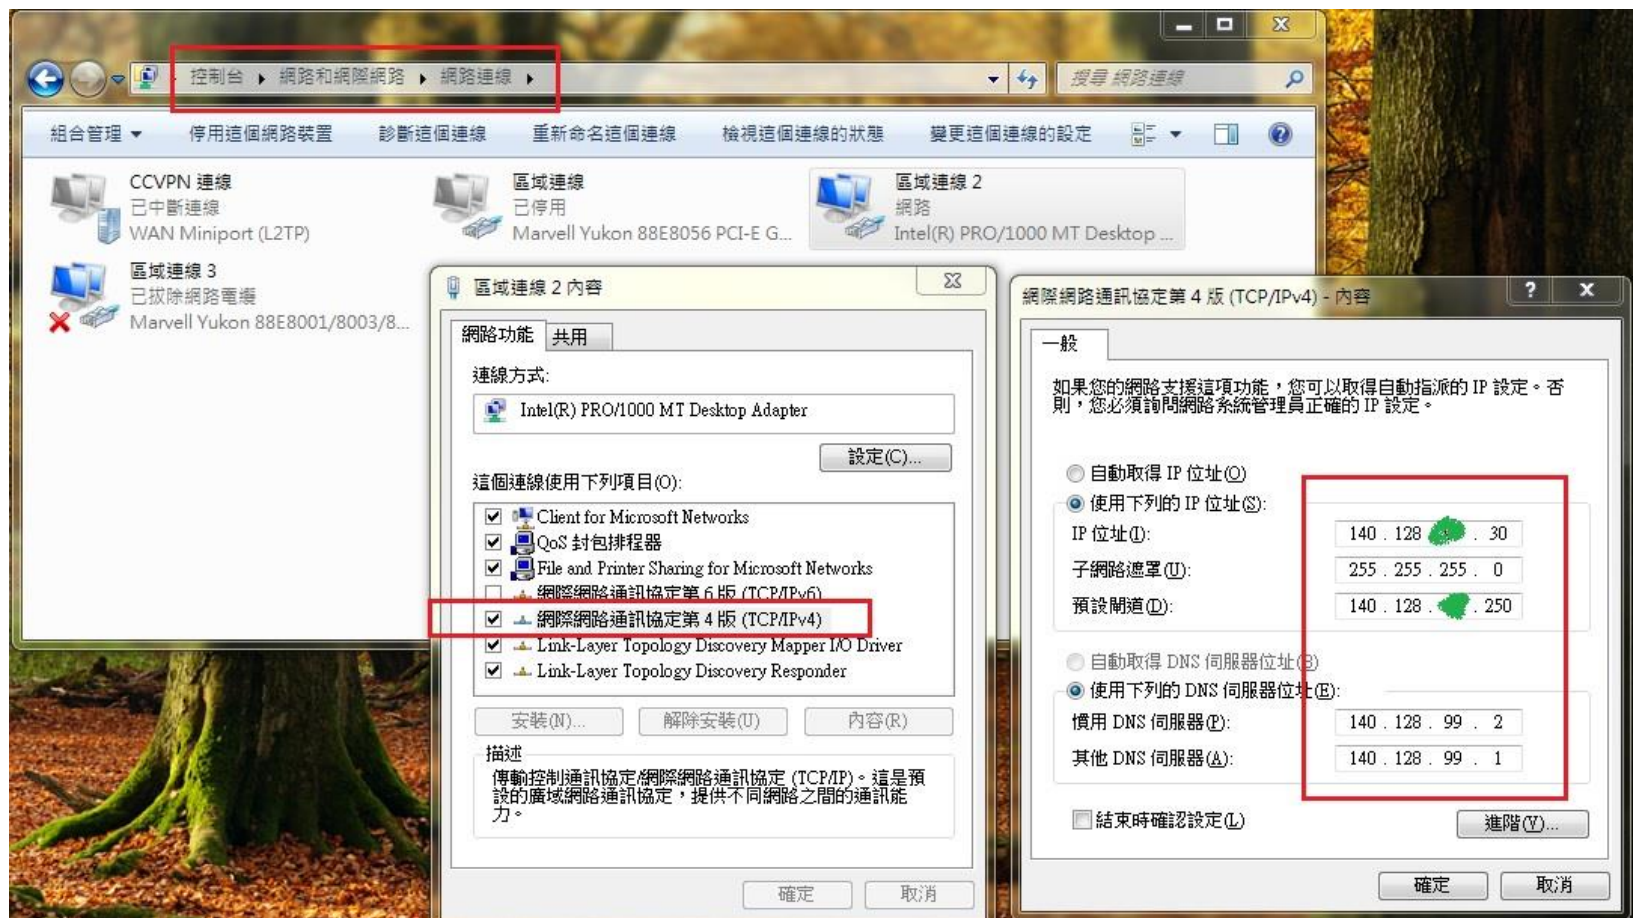 控制台 ▸ 網路和網際網路 ▸ 網路連線 ▸
搜尋 網路連線
組合管理 ▼ 停用這個網路裝置 診斷這個連線 重新命名這個連線 檢視這個連線的狀態 變更這個連線的設定
CCVPN 連線
已中斷連線
WAN Miniport (L2TP)
區域連線
已停用
Marvell Yukon 88E8056 PCI-E G...
區域連線 2
網路
Intel(R) PRO/1000 MT Desktop ...
區域連線 3
已拔除網路電纜
Marvell Yukon 88E8001/8003/8...
區域連線 2 內容
網路功能 共用
連線方式:
Intel(R) PRO/1000 MT Desktop Adapter
設定(C)...
這個連線使用下列項目(O):
Client for Microsoft Networks
QoS 封包排程器
File and Printer Sharing for Microsoft Networks
網際網路通訊協定第 6 版 (TCP/IPv6)
網際網路通訊協定第 4 版 (TCP/IPv4)
Link-Layer Topology Discovery Mapper I/O Driver
Link-Layer Topology Discovery Responder
安裝(N)... 解除安裝(U) 內容(R)
描述
傳輸控制通訊協定/網際網路通訊協定 (TCP/IP)。這是預
設的廣域網路通訊協定，提供不同網路之間的通訊能
力。
確定 取消
網際網路通訊協定第 4 版 (TCP/IPv4) - 內容
一般
如果您的網路支援這項功能，您可以取得自動指派的 IP 設定。否
則，您必須詢問網路系統管理員正確的 IP 設定。
自動取得 IP 位址(O)
使用下列的 IP 位址(S):
IP 位址(I): 140 . 128 . 30
子網路遮罩(U): 255 . 255 . 255 . 0
預設閘道(D): 140 . 128 . . 250
自動取得 DNS 伺服器位址(B)
使用下列的 DNS 伺服器位址(E):
慣用 DNS 伺服器(P): 140 . 128 . 99 . 2
其他 DNS 伺服器(A): 140 . 128 . 99 . 1
結束時確認設定(L)
進階(V)...
確定 取消